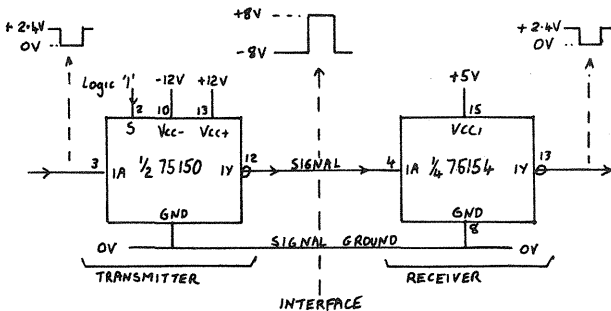 +2.4V
0V
+8V
-8V
+2.4V
0V
Logic '1'
-12V
+12V
+5V
2
10
13
15
S
Vcc-
Vcc+
VCC1
3
1A
½ 75150
1Y
12
SIGNAL
4
1A
¼ 75154
1Y
13
GND
GND
8
0V
SIGNAL GROUND
0V
TRANSMITTER
RECEIVER
INTERFACE